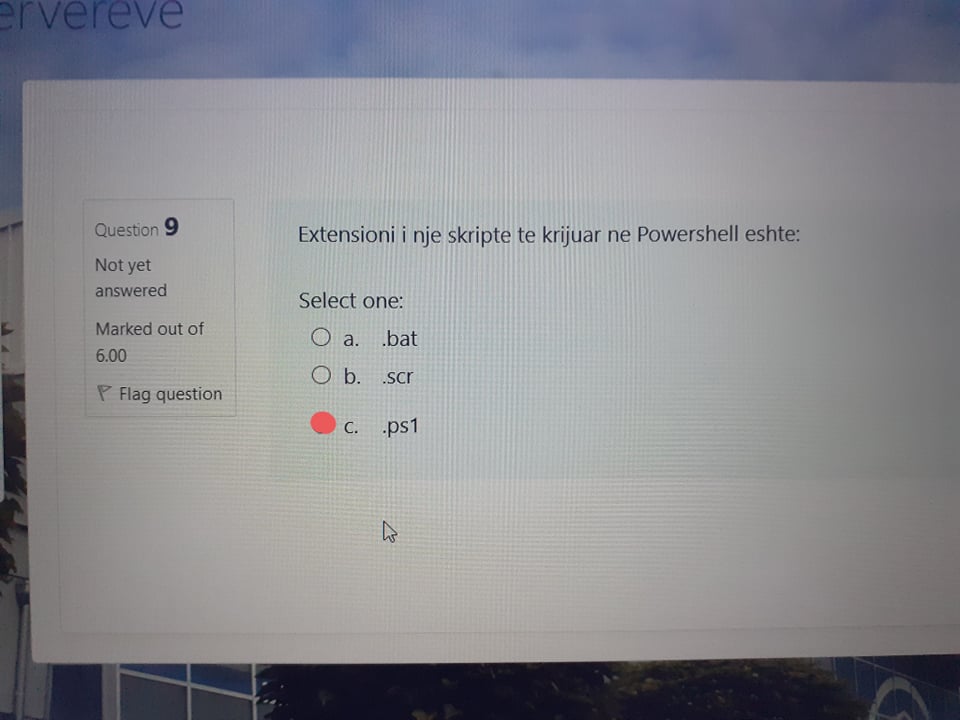 ervereve
Question 9
Not yet
answered
Marked out of
6.00
Flag question
Extensioni i nje skripte te krijuar ne Powershell eshte:
Select one:
a. .bat
b. .scr
c. .ps1